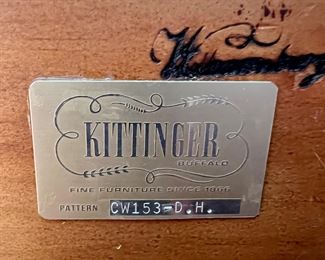 KITTINGER
BUFFALO
FINE FURNITURE SINCE 1866
PATTERN CW153-D.H.